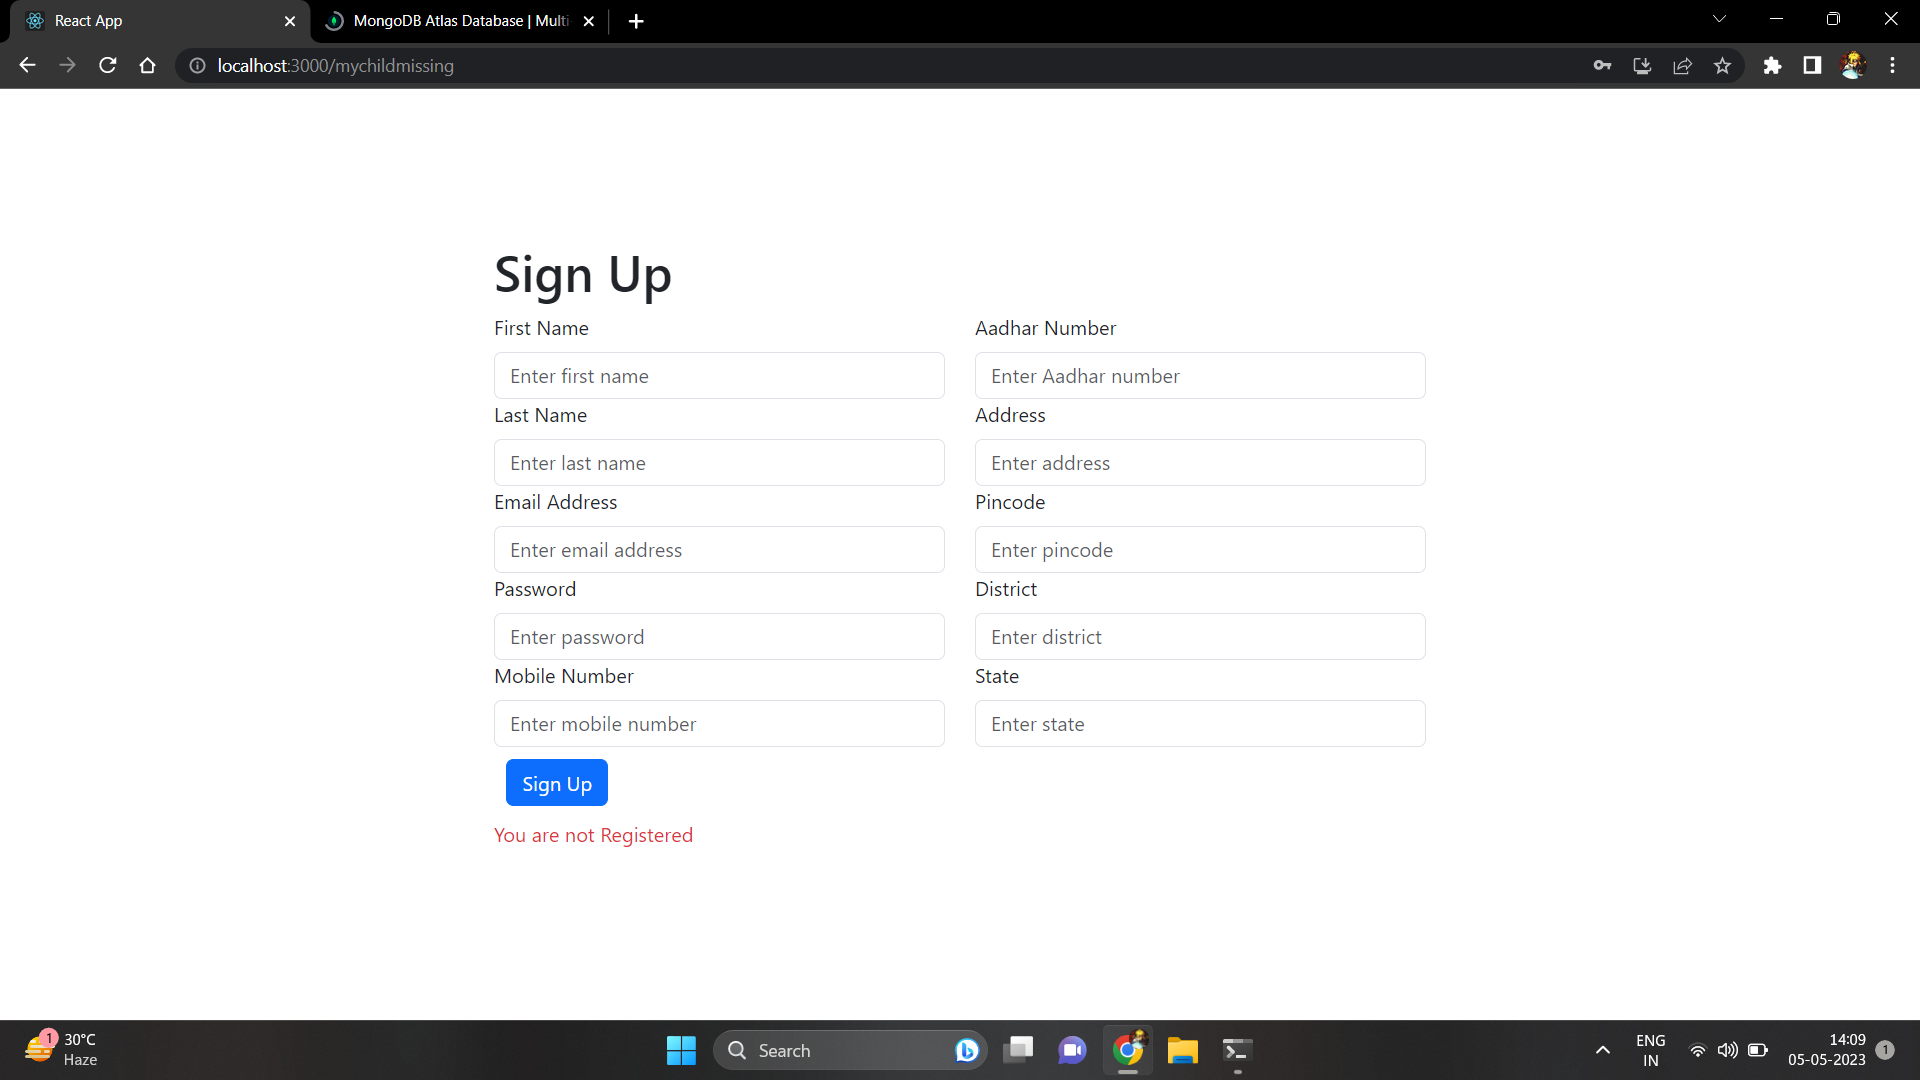 React App
MongoDB Atlas Database | Multi
localhost:3000/mychildmissing
Sign Up
First Name
Enter first name
Last Name
Enter last name
Email Address
Enter email address
Password
Enter password
Mobile Number
Enter mobile number
Aadhar Number
Enter Aadhar number
Address
Enter address
Pincode
Enter pincode
District
Enter district
State
Enter state
Sign Up
You are not Registered
1
30°C
Haze
Search
ENG
IN
14:09
05-05-2023
1